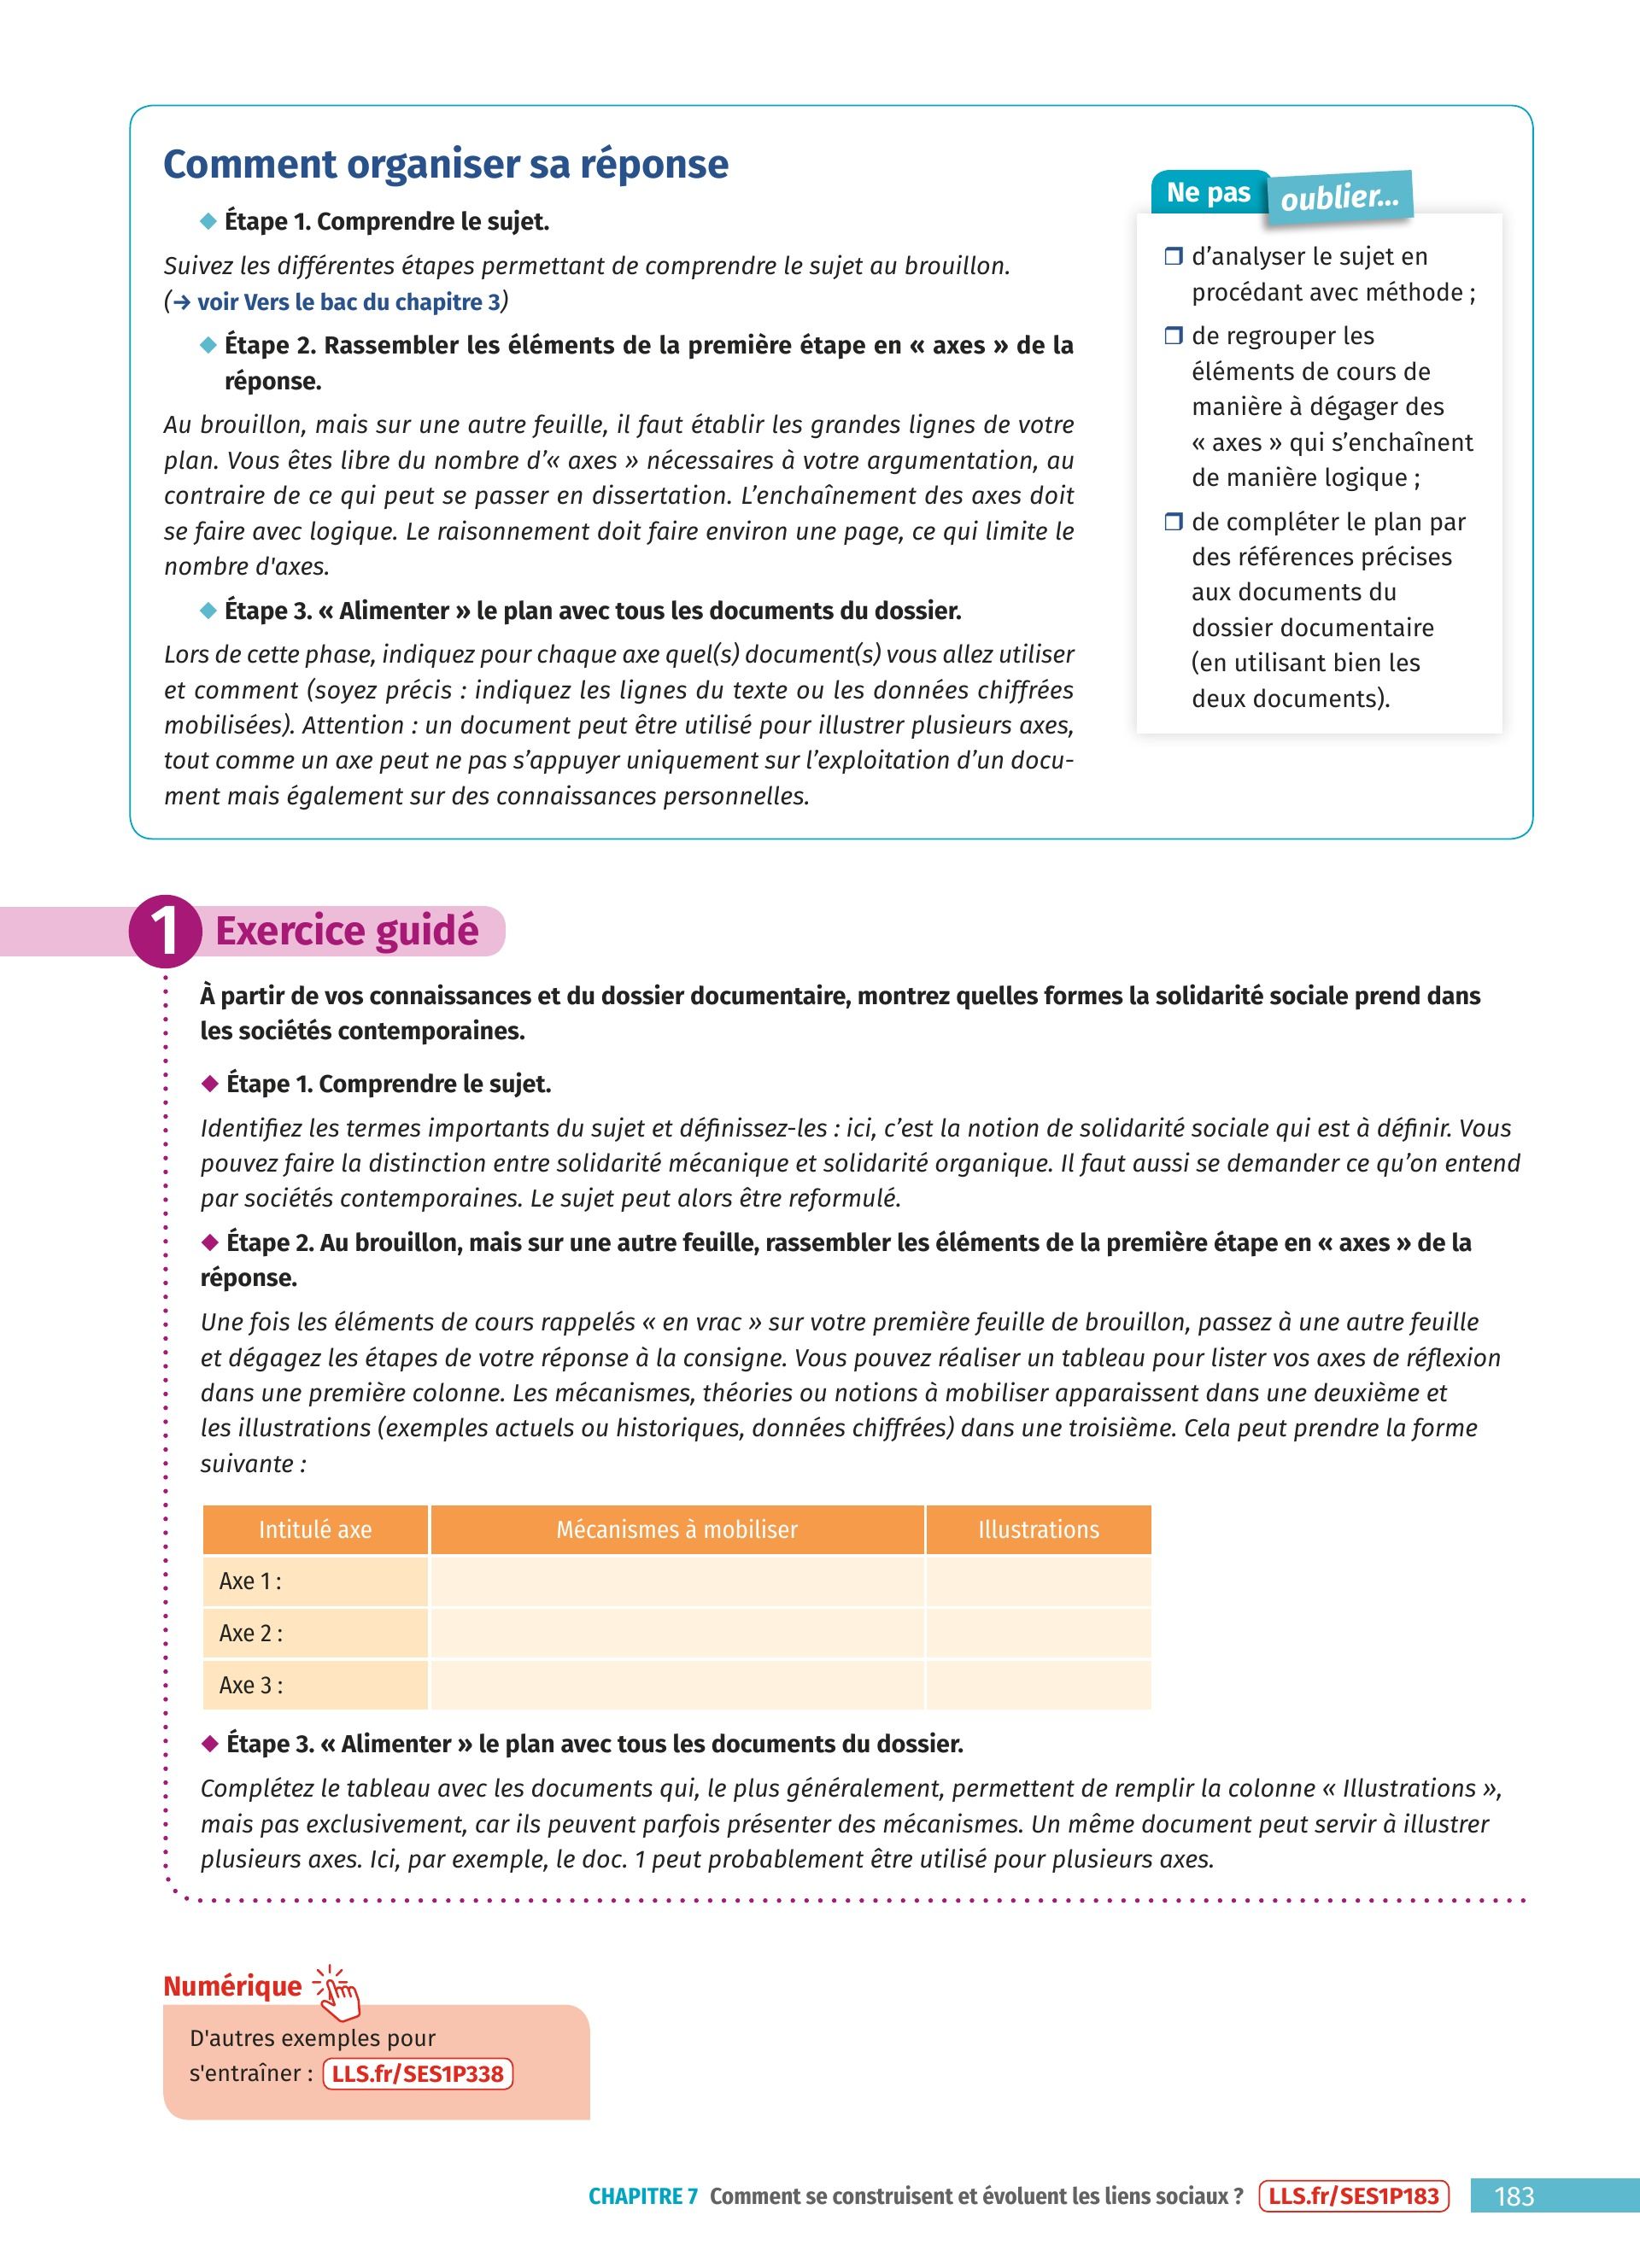 Comment organiser sa réponse
◆ Étape 1. Comprendre le sujet.
Suivez les différentes étapes permettant de comprendre le sujet au brouillon.
(→ voir Vers le bac du chapitre 3)
◆ Étape 2. Rassembler les éléments de la première étape en « axes » de la
réponse.
Au brouillon, mais sur une autre feuille, il faut établir les grandes lignes de votre
plan. Vous êtes libre du nombre d’« axes » nécessaires à votre argumentation, au
contraire de ce qui peut se passer en dissertation. L’enchaînement des axes doit
se faire avec logique. Le raisonnement doit faire environ une page, ce qui limite le
nombre d'axes.
◆ Étape 3. « Alimenter » le plan avec tous les documents du dossier.
Lors de cette phase, indiquez pour chaque axe quel(s) document(s) vous allez utiliser
et comment (soyez précis : indiquez les lignes du texte ou les données chiffrées
mobilisées). Attention : un document peut être utilisé pour illustrer plusieurs axes,
tout comme un axe peut ne pas s’appuyer uniquement sur l’exploitation d’un docu-
ment mais également sur des connaissances personnelles.
Ne pas oublier...
❒ d’analyser le sujet en
procédant avec méthode ;
❒ de regrouper les
éléments de cours de
manière à dégager des
« axes » qui s’enchaînent
de manière logique ;
❒ de compléter le plan par
des références précises
aux documents du
dossier documentaire
(en utilisant bien les
deux documents).
1 Exercice guidé
À partir de vos connaissances et du dossier documentaire, montrez quelles formes la solidarité sociale prend dans
les sociétés contemporaines.
◆ Étape 1. Comprendre le sujet.
Identifiez les termes importants du sujet et définissez-les : ici, c’est la notion de solidarité sociale qui est à définir. Vous
pouvez faire la distinction entre solidarité mécanique et solidarité organique. Il faut aussi se demander ce qu’on entend
par sociétés contemporaines. Le sujet peut alors être reformulé.
◆ Étape 2. Au brouillon, mais sur une autre feuille, rassembler les éléments de la première étape en « axes » de la
réponse.
Une fois les éléments de cours rappelés « en vrac » sur votre première feuille de brouillon, passez à une autre feuille
et dégagez les étapes de votre réponse à la consigne. Vous pouvez réaliser un tableau pour lister vos axes de réflexion
dans une première colonne. Les mécanismes, théories ou notions à mobiliser apparaissent dans une deuxième et
les illustrations (exemples actuels ou historiques, données chiffrées) dans une troisième. Cela peut prendre la forme
suivante :
Intitulé axe Mécanismes à mobiliser Illustrations
Axe 1 :
Axe 2 :
Axe 3 :
◆ Étape 3. « Alimenter » le plan avec tous les documents du dossier.
Complétez le tableau avec les documents qui, le plus généralement, permettent de remplir la colonne « Illustrations »,
mais pas exclusivement, car ils peuvent parfois présenter des mécanismes. Un même document peut servir à illustrer
plusieurs axes. Ici, par exemple, le doc. 1 peut probablement être utilisé pour plusieurs axes.
Numérique
D'autres exemples pour
s'entraîner : LLS.fr/SES1P338
CHAPITRE 7 Comment se construisent et évoluent les liens sociaux ? LLS.fr/SES1P183 183